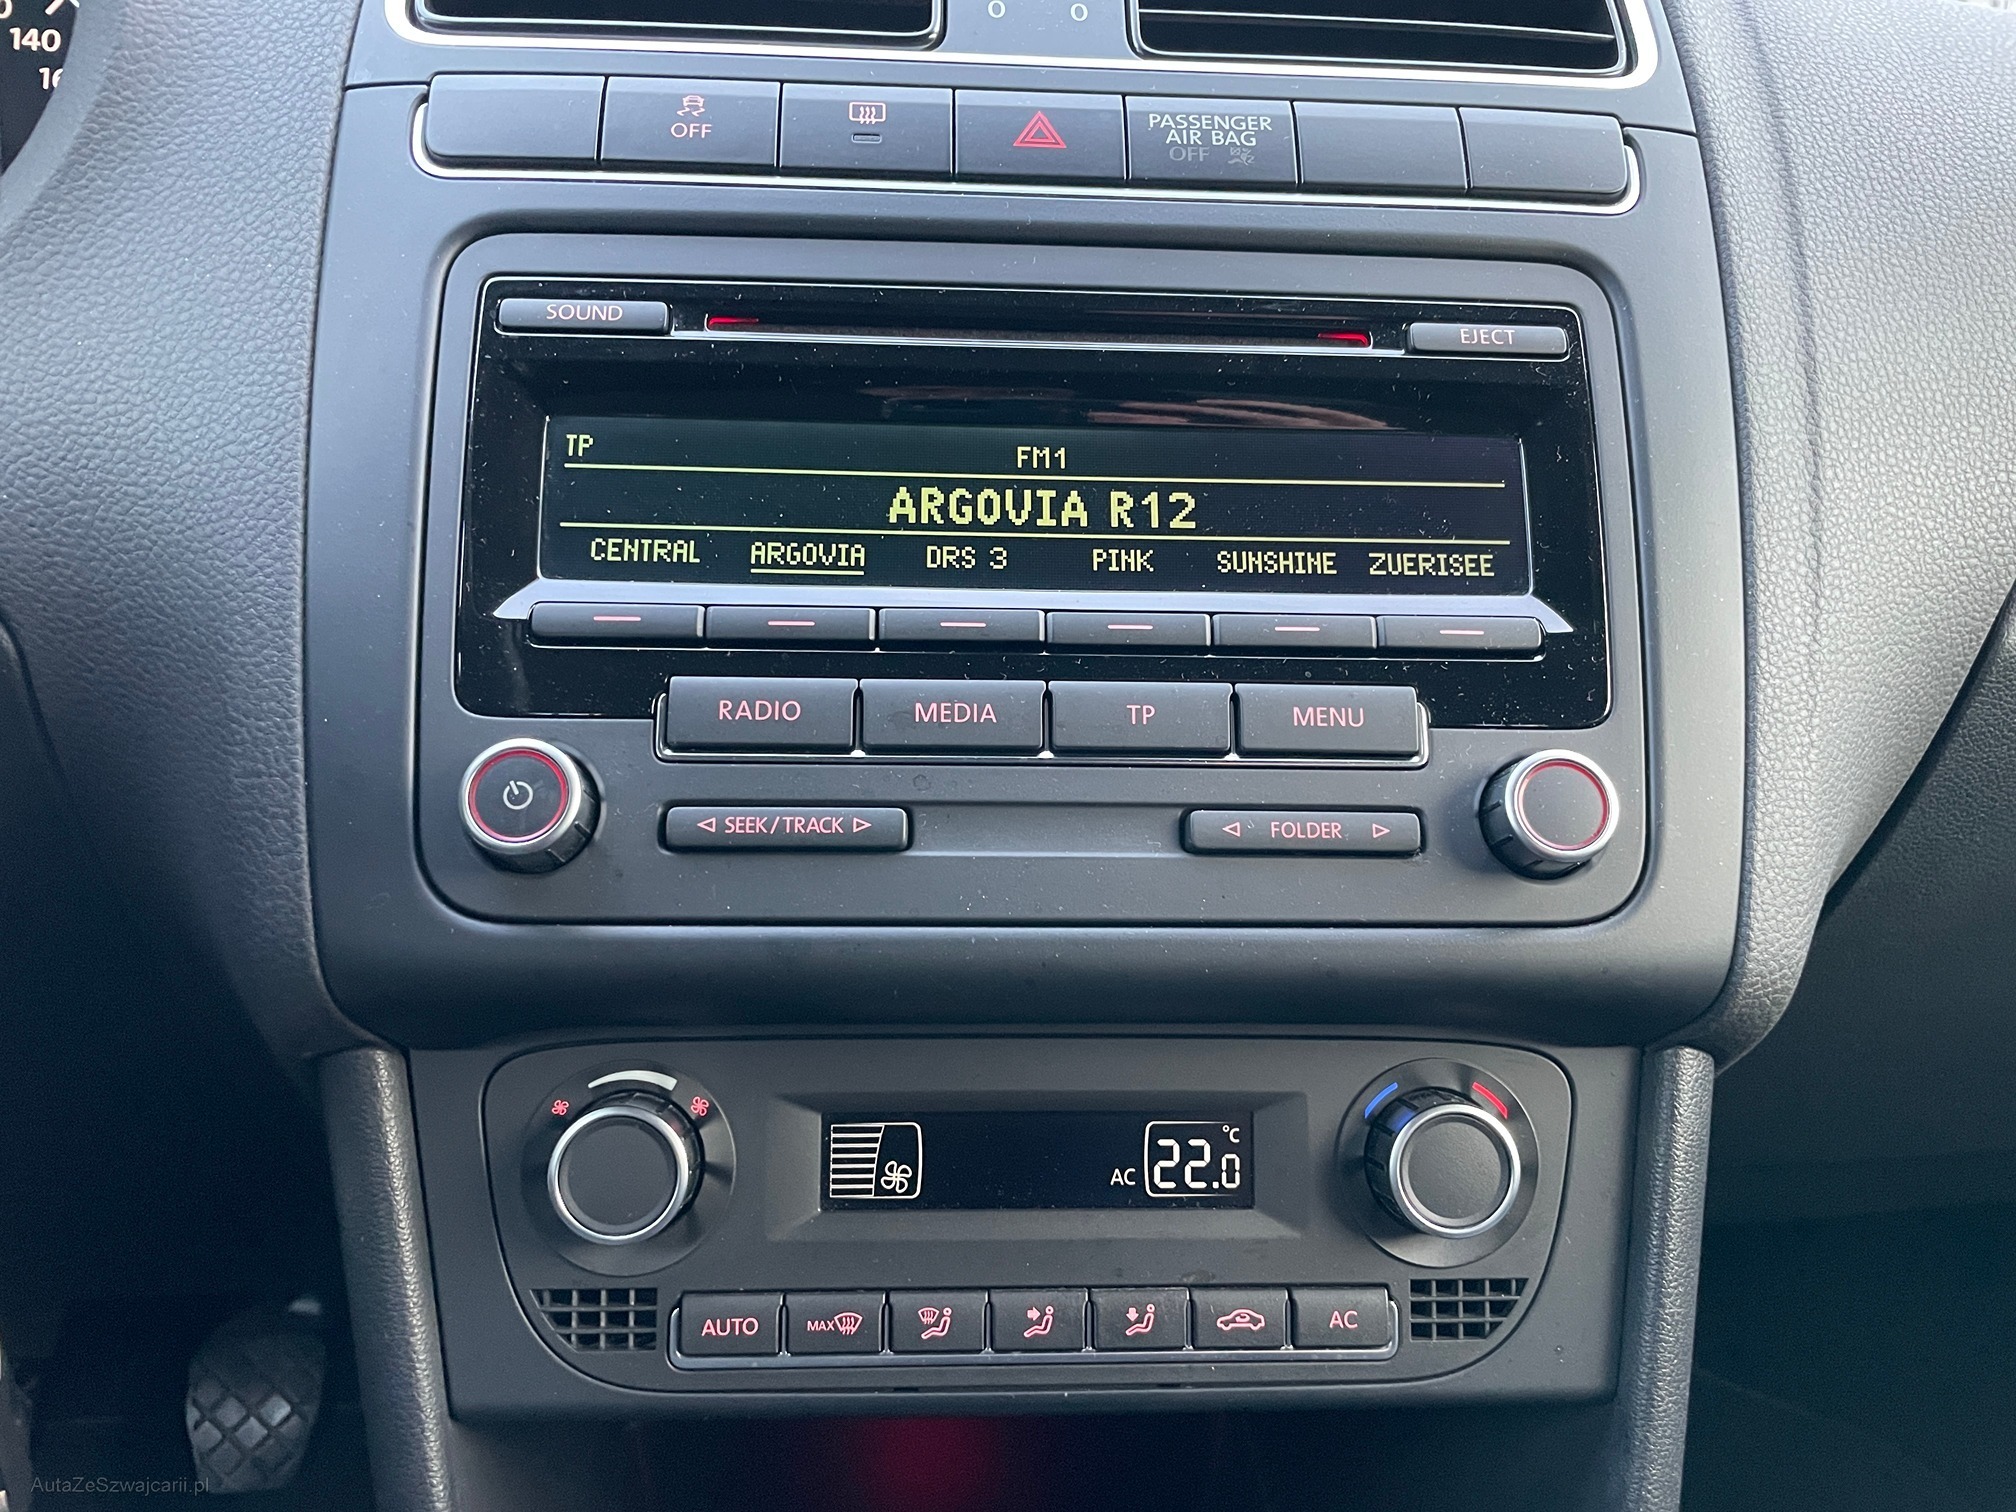 140
16
OFF
PASSENGER
AIR BAG
OFF
SOUND
EJECT
TP
FM1
ARGOVIA R12
CENTRAL ARGOVIA DRS 3 PINK SUNSHINE ZUERISEE
RADIO MEDIA TP MENU
SEEK/TRACK
FOLDER
AC 22.0 °C
AUTO MAX AC
AutaZeSzwajcarii.pl